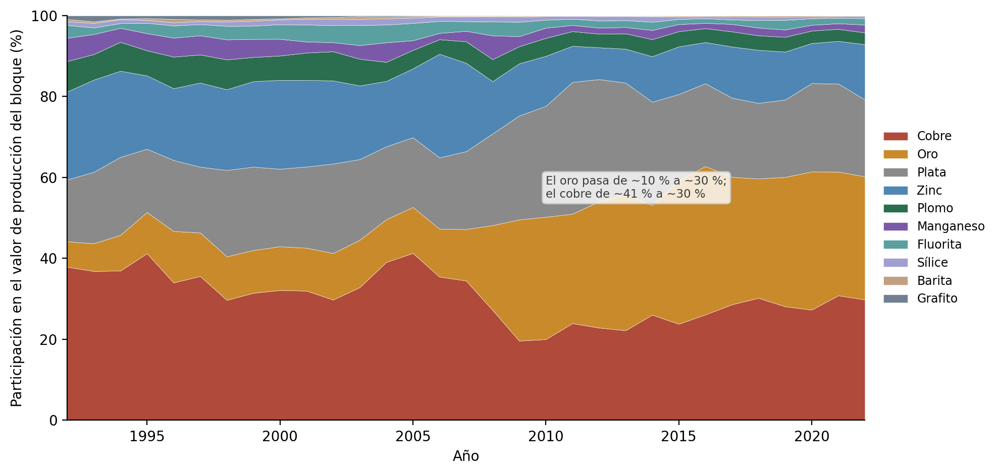 Participación en el valor de producción del bloque (%)
100
80
60
40
20
0
El oro pasa de ~10 % a ~30 %;
el cobre de ~41 % a ~30 %
1995
2000
2005
2010
2015
2020
Año
Cobre
Oro
Plata
Zinc
Plomo
Manganeso
Fluorita
Sílice
Barita
Grafito